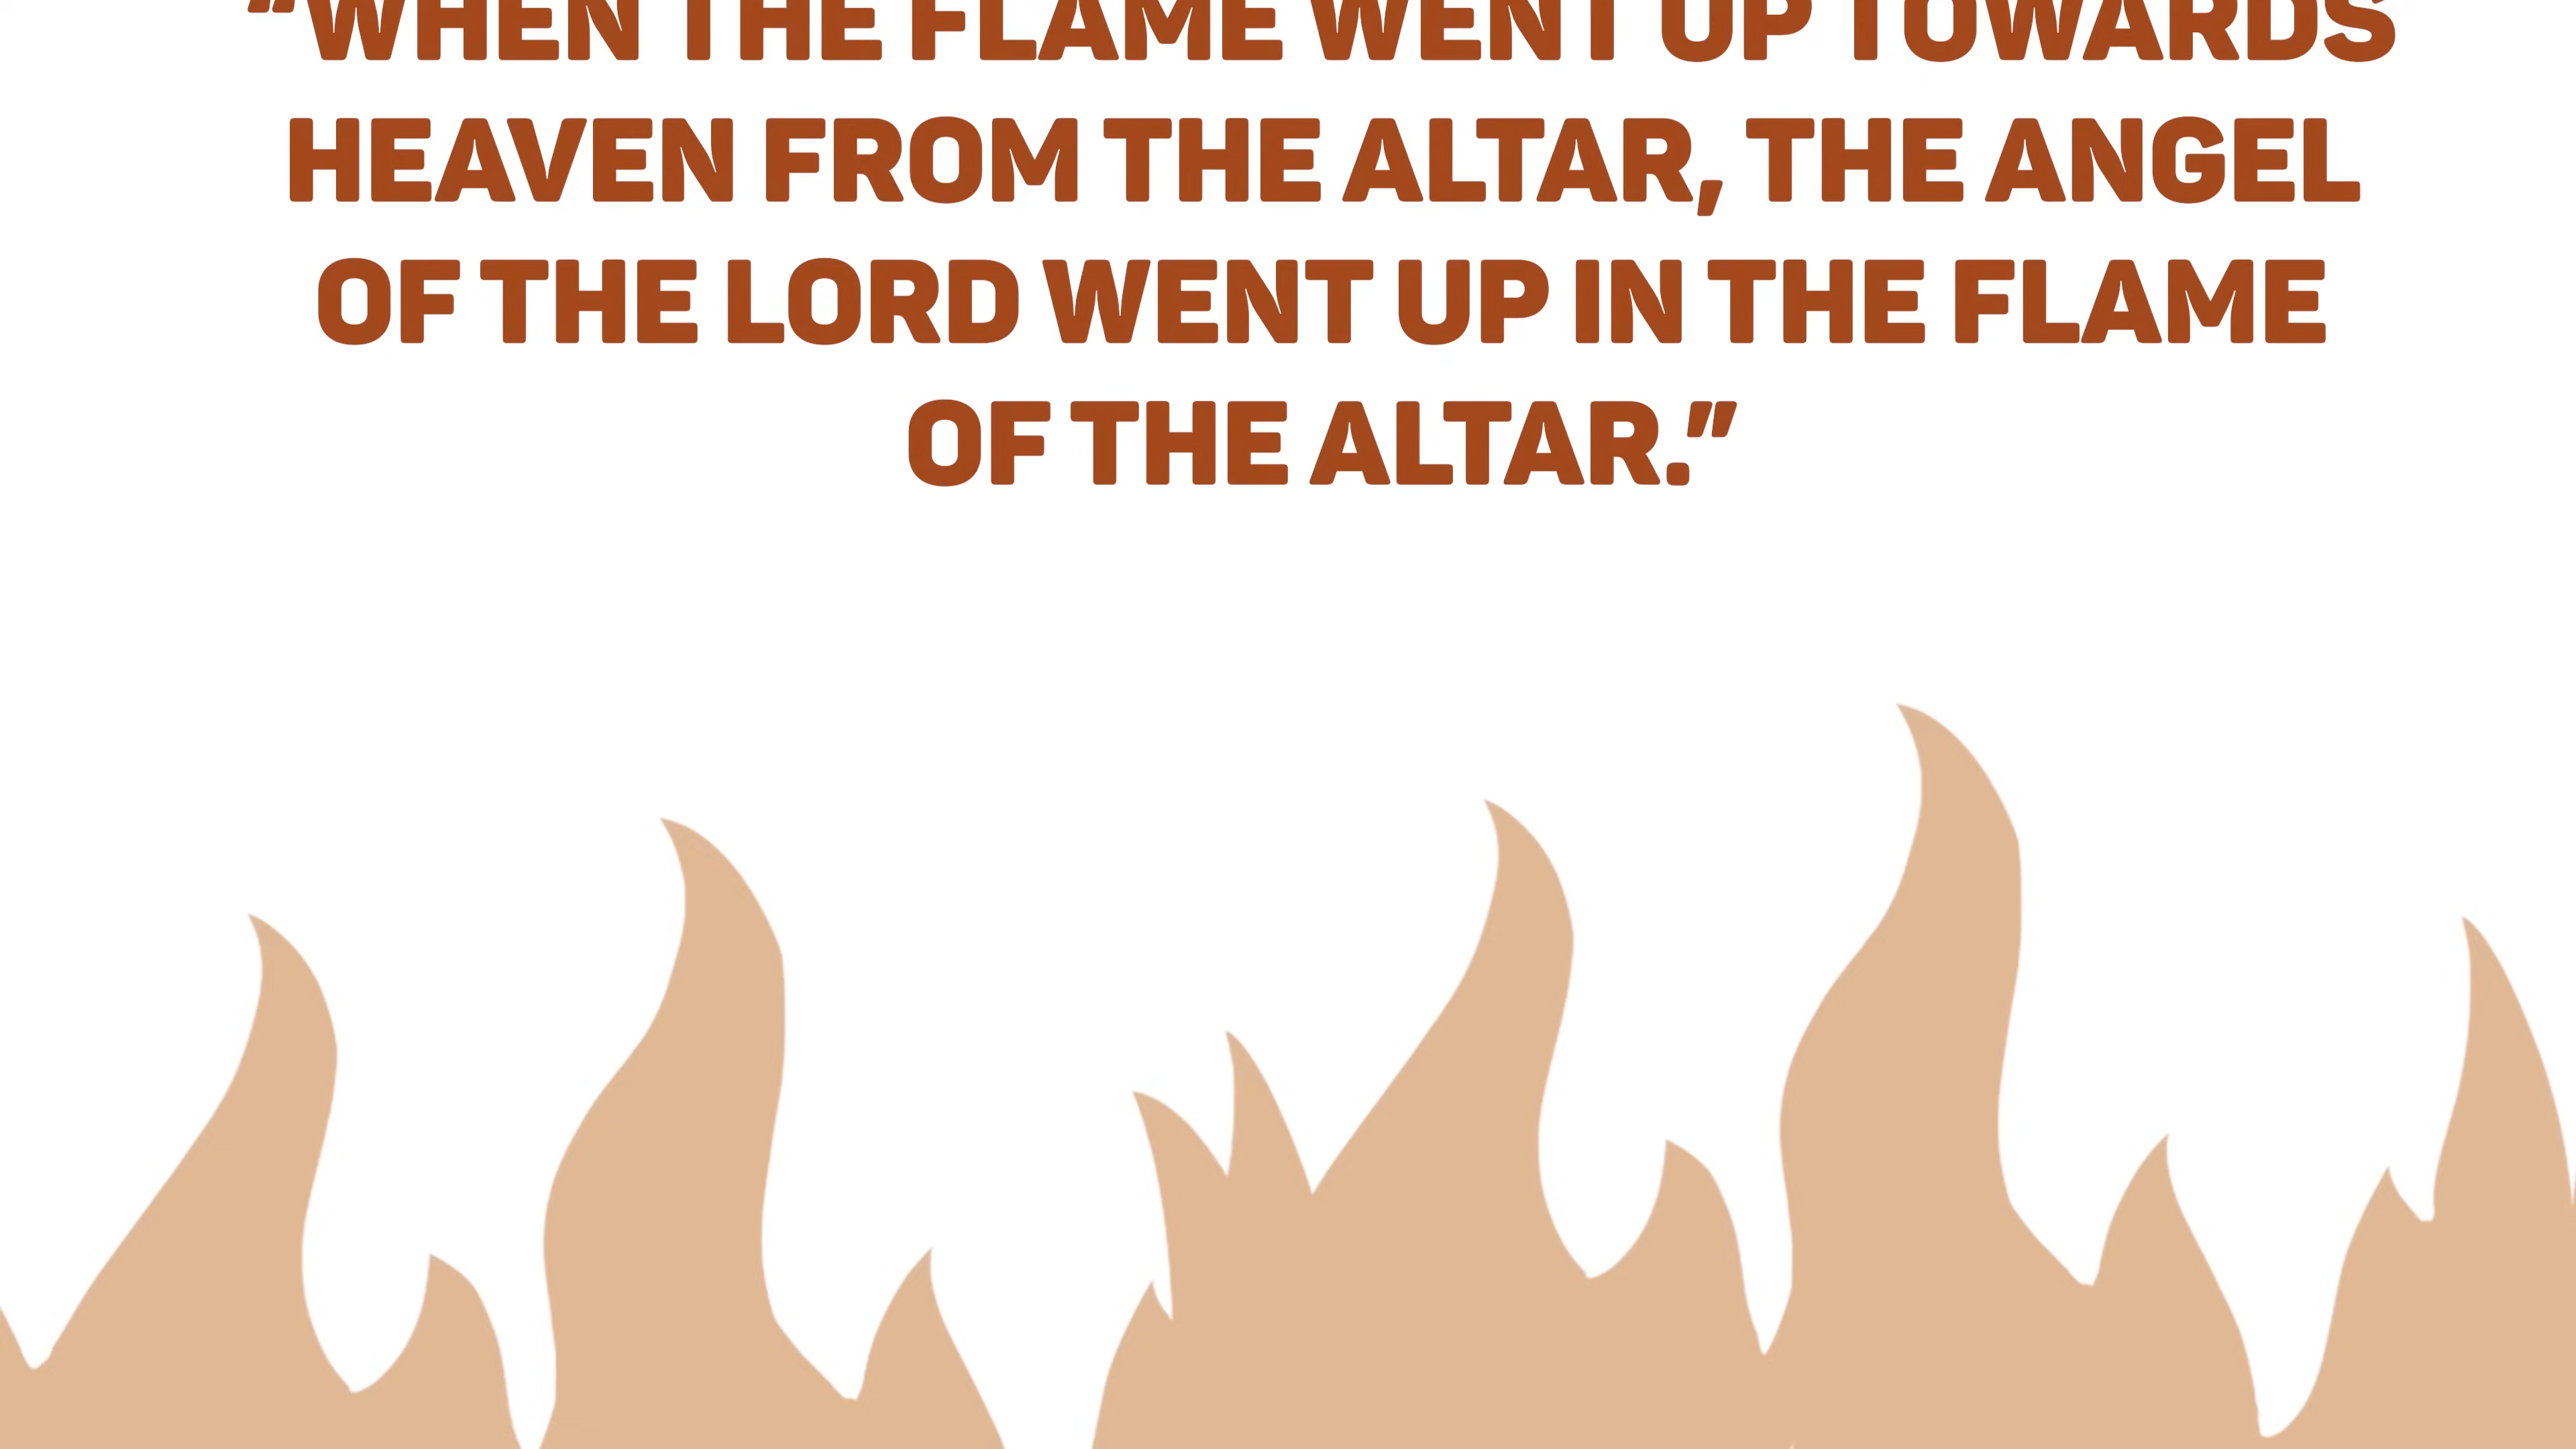 “WHEN THE FLAME WENT UP TOWARDS
HEAVEN FROM THE ALTAR, THE ANGEL
OF THE LORD WENT UP IN THE FLAME
OF THE ALTAR.”